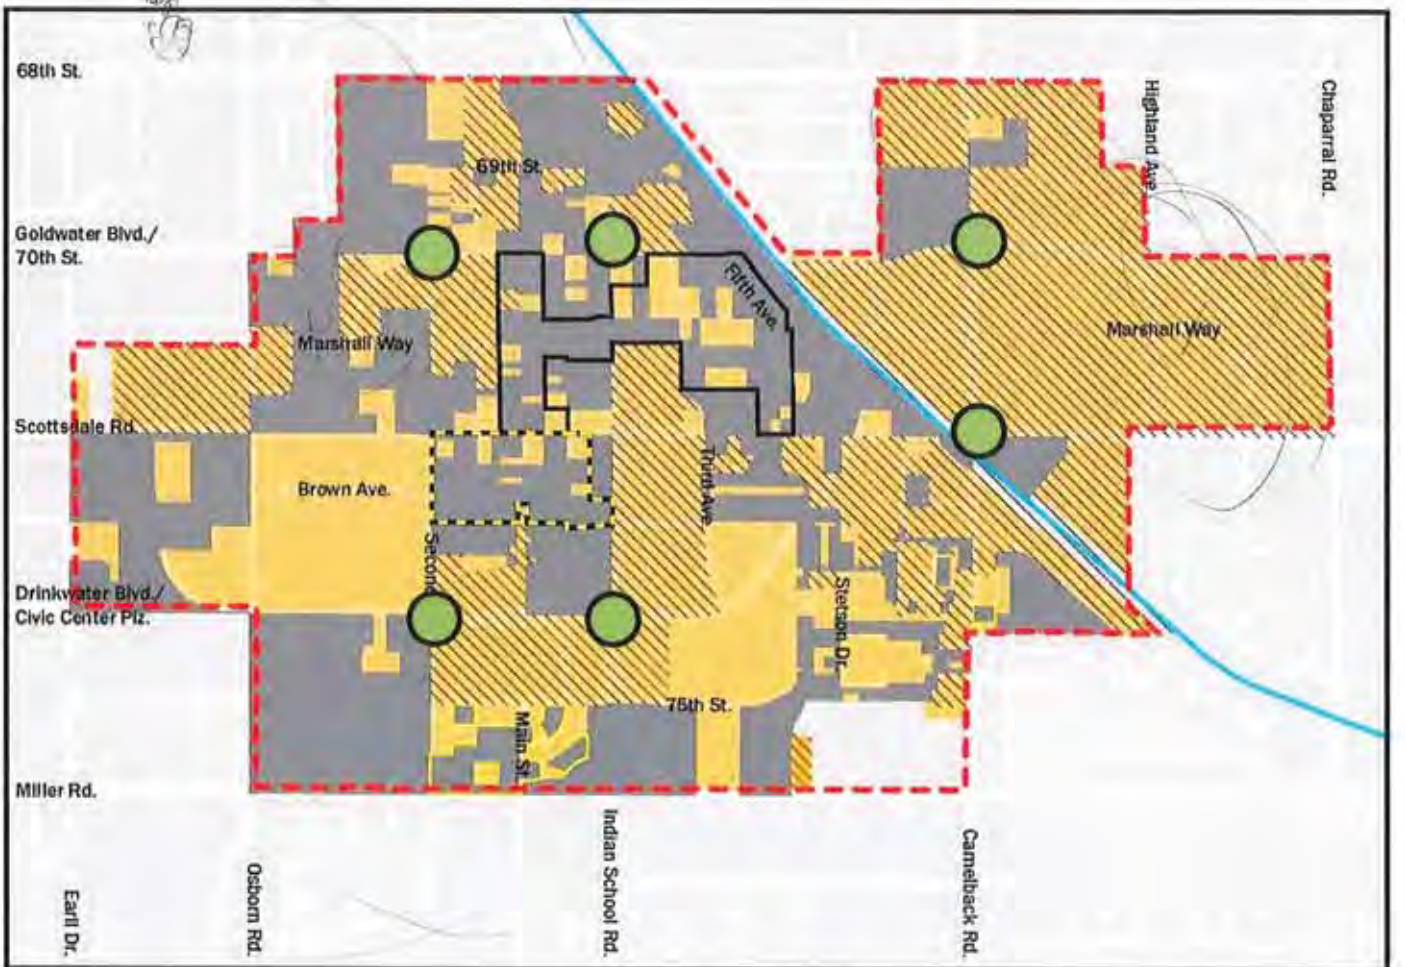 68th St.
69th St.
Highland Ave.
Chaparral Rd.
Goldwater Blvd./
70th St.
Fifth Ave.
Marshall Way
Marshall Way
Scottsdale Rd.
Third Ave.
Brown Ave.
Second
Drinkwater Blvd./
Civic Center Plz.
Stetson Dr.
75th St.
Main St.
Miller Rd.
Indian School Rd.
Camelback Rd.
Osborn Rd.
Earll Dr.